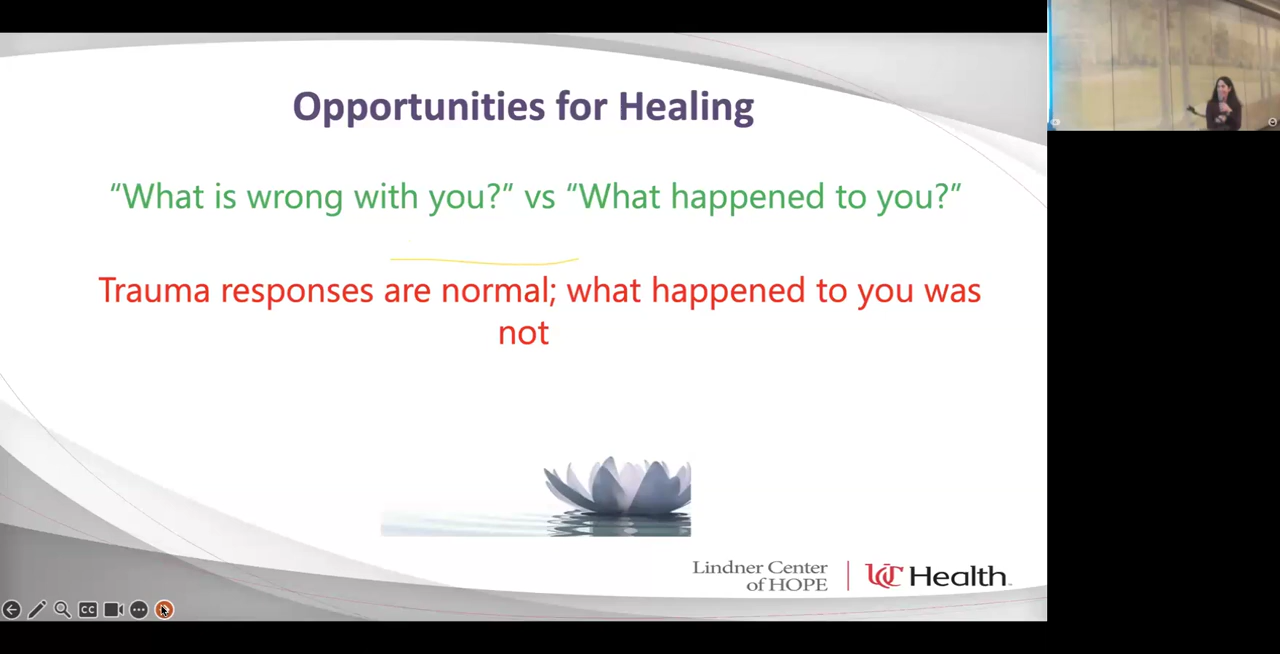 Opportunities for Healing
“What is wrong with you?” vs “What happened to you?”
Trauma responses are normal; what happened to you was
not
Lindner Center
of HOPE
UC Health
CC